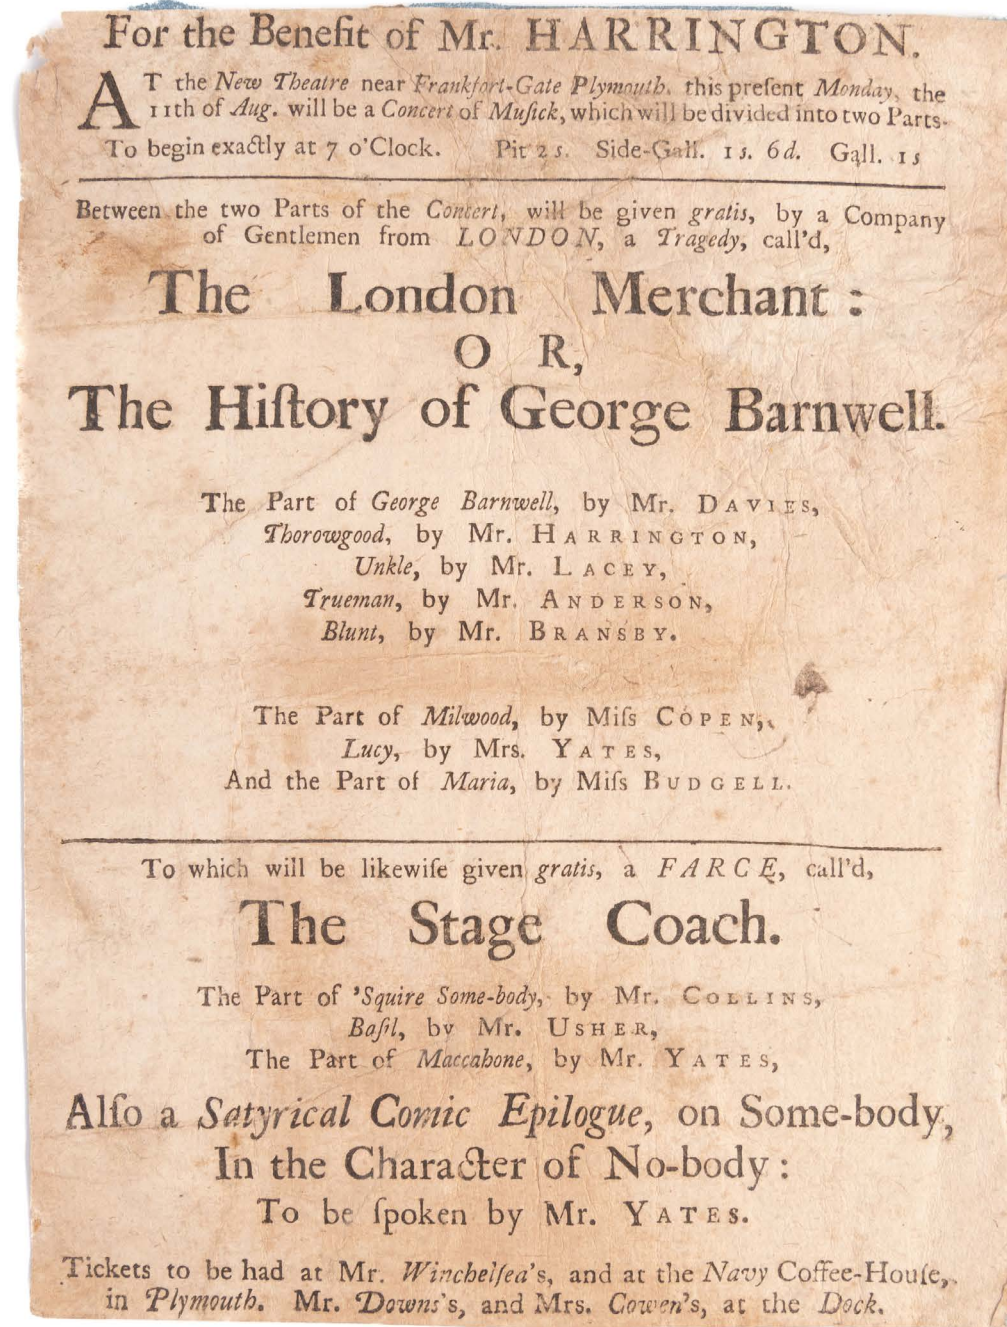 For the Benefit of Mr. HARRINGTON.
AT the New Theatre near Frankfort-Gate Plymouth, this preſent Monday, the
11th of Aug. will be a Concert of Muſick, which will be divided into two Parts.
To begin exactly at 7 o'Clock. Pit 2s. Side-Gall. 1s. 6d. Gall. 1s
Between the two Parts of the Concert, will be given gratis, by a Company
of Gentlemen from LONDON, a Tragedy, call'd,
The London Merchant:
OR,
The Hiſtory of George Barnwell.
The Part of George Barnwell, by Mr. DAVIES,
Thorowgood, by Mr. HARRINGTON,
Unkle, by Mr. LACEY,
Trueman, by Mr. ANDERSON,
Blunt, by Mr. BRANSBY.
The Part of Milwood, by Miſs COPEN,
Lucy, by Mrs. YATES,
And the Part of Maria, by Miſs BUDGELL.
To which will be likewiſe given gratis, a FARCE, call'd,
The Stage Coach.
The Part of 'Squire Some-body, by Mr. COLLINS,
Baſil, by Mr. USHER,
The Part of Maccahone, by Mr. YATES,
Alſo a Satyrical Comic Epilogue, on Some-body,
In the Character of No-body:
To be ſpoken by Mr. YATES.
Tickets to be had at Mr. Winchelſea's, and at the Navy Coffee-Houſe,
in Plymouth. Mr. Downs's, and Mrs. Cowen's, at the Dock.